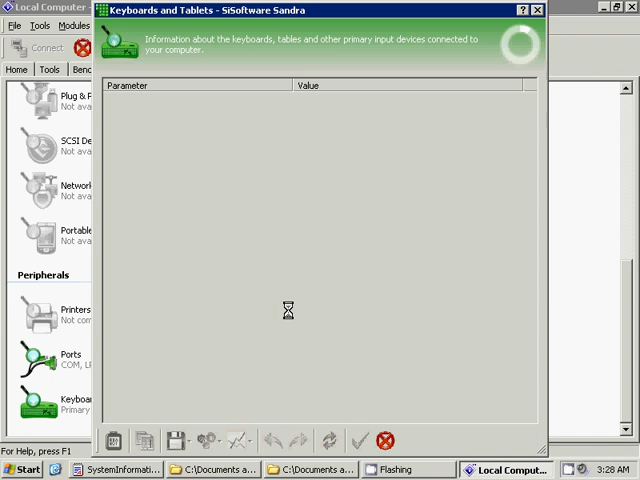 Local Computer -
Keyboards and Tablets - SiSoftware Sandra
File Tools Modules
Information about the keyboards, tables and other primary input devices connected to
your computer.
Connect
Home Tools Benc
Parameter Value
Plug & P
Not ava
SCSI De
Not ava
Network
Not ava
Portable
Not ava
Peripherals
Printers
Not com
Ports
COM, LP
Keyboar
Primary
For Help, press F1
Start SystemInformati... C:\Documents a... C:\Documents a... Flashing Local Comput... 3:28 AM